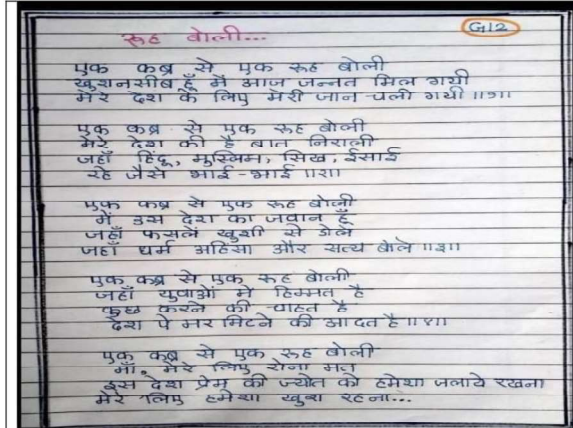 G12
रूह बोली...
एक कब्र से एक रूह बोली
खुशनसीब हूँ मै आज जन्नत मिल गयी
मेरे देश के लिए मेरी जान चली गयी ॥१॥
एक कब्र से एक रूह बोली
मेरे देश की है बात निराली
जहाँ हिंदू, मुस्लिम, सिख, ईसाई
रहे जैसे भाई-भाई ॥२॥
एक कब्र से एक रूह बोली
में उस देश का जवान हूँ
जहाँ फसलें खुशी से डोले
जहाँ धर्म अहिंसा और सत्य बोले ॥३॥
एक कब्र से एक रूह बोली
जहाँ युवाओं मे हिम्मत है
कुछ करने की चाहत है
देश पे मर मिटने की आदत है ॥४॥
एक कब्र से एक रूह बोली
माँ, मेरे लिए रोना मत
इस देश प्रेम की ज्योत को हमेशा जलाये रखना
मेरे लिए हमेशा खुश रहना...